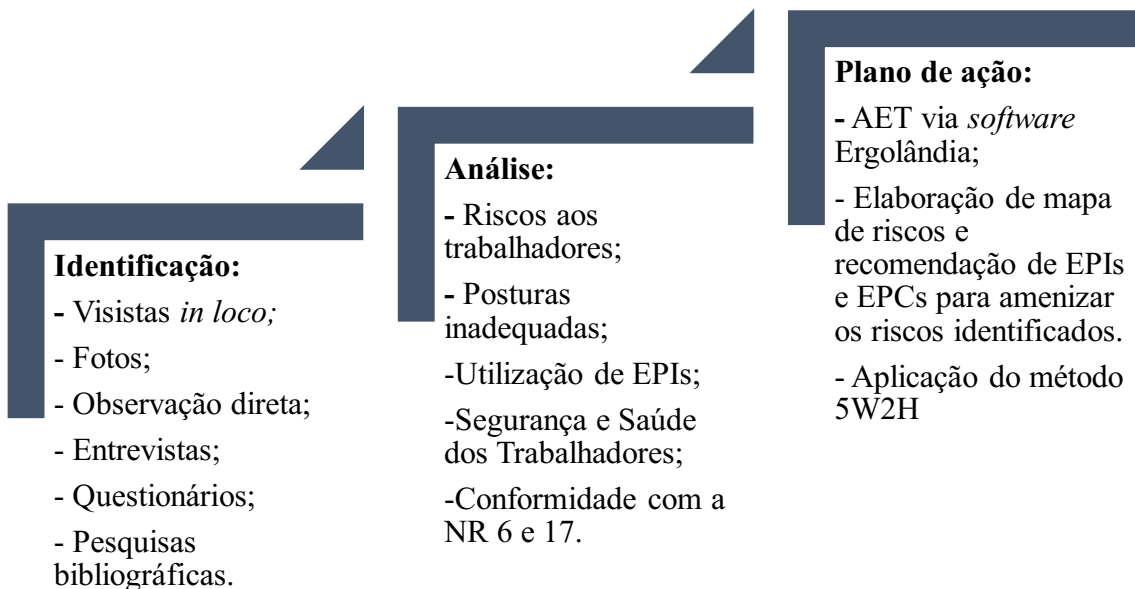 Identificação:
- Visistas in loco;
- Fotos;
- Observação direta;
- Entrevistas;
- Questionários;
- Pesquisas
bibliográficas.
Análise:
- Riscos aos
trabalhadores;
- Posturas
inadequadas;
-Utilização de EPIs;
-Segurança e Saúde
dos Trabalhadores;
-Conformidade com a
NR 6 e 17.
Plano de ação:
- AET via software
Ergolândia;
- Elaboração de mapa
de riscos e
recomendação de EPIs
e EPCs para amenizar
os riscos identificados.
- Aplicação do método
5W2H